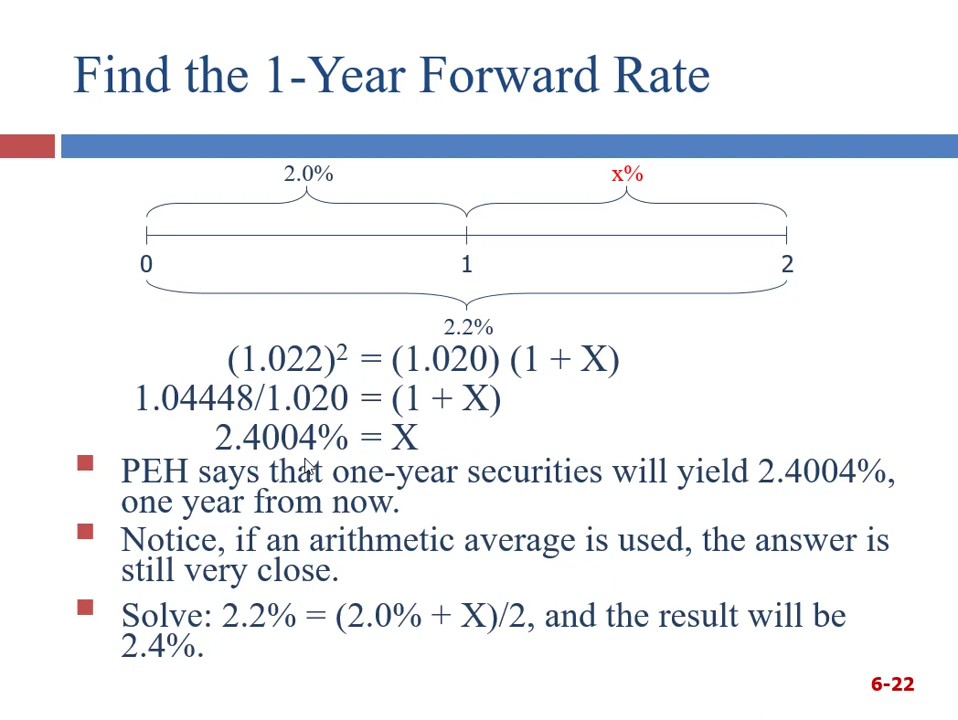 Find the 1-Year Forward Rate
2.0%
x%
0
1
2
2.2%
(1.022)² = (1.020) (1 + X)
1.04448/1.020 = (1 + X)
2.4004% = X
PEH says that one-year securities will yield 2.4004%,
one year from now.
Notice, if an arithmetic average is used, the answer is
still very close.
Solve: 2.2% = (2.0% + X)/2, and the result will be
2.4%.
6-22